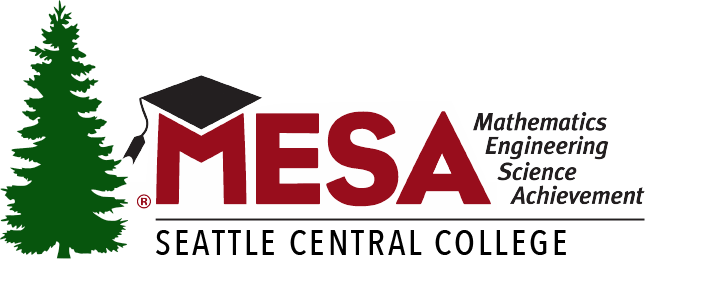 MESA
Mathematics
Engineering
Science
Achievement
®
SEATTLE CENTRAL COLLEGE